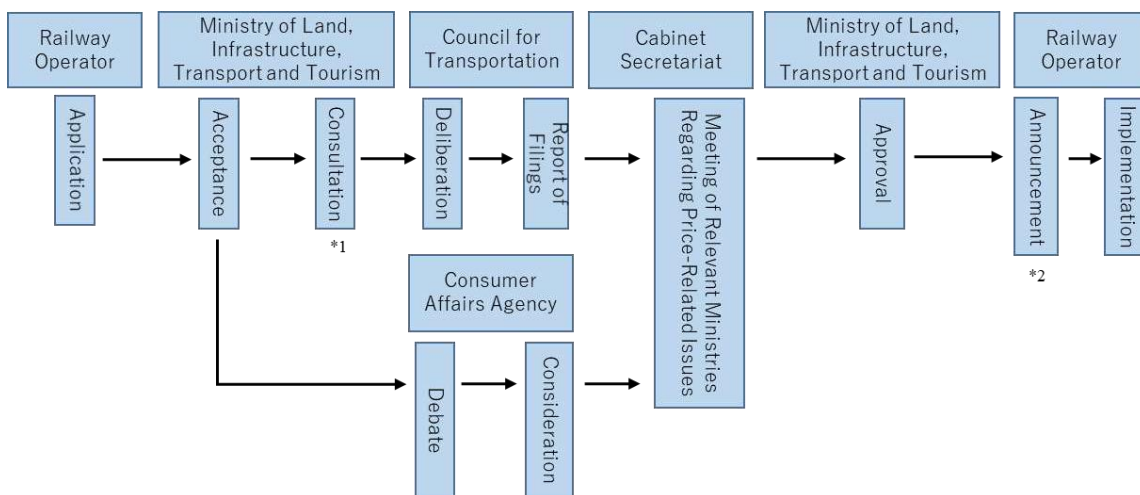 Railway
Operator
Ministry of Land,
Infrastructure,
Transport and Tourism
Council for
Transportation
Cabinet
Secretariat
Ministry of Land,
Infrastructure,
Transport and Tourism
Railway
Operator
Application
Acceptance
Consultation
*1
Deliberation
Report of
Filings
Meeting of Relevant Ministries
Regarding Price-Related Issues
Approval
Announcement
*2
Implementation
Consumer
Affairs Agency
Debate
Consideration